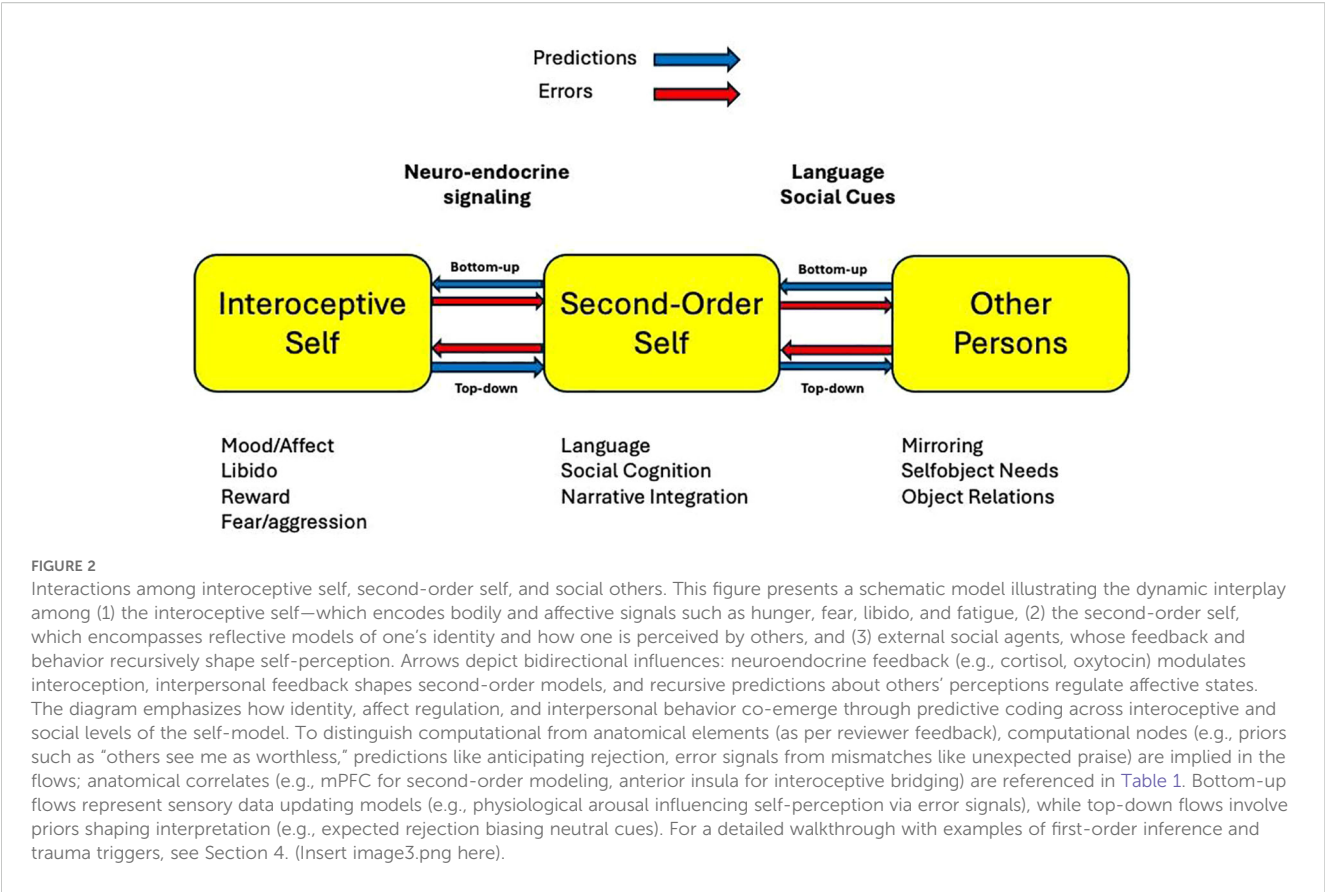 Predictions
Errors
Neuro-endocrine
signaling
Language
Social Cues
Bottom-up
Bottom-up
Interoceptive
Self
Second-Order
Self
Other
Persons
Top-down
Top-down
Mood/Affect
Libido
Reward
Fear/aggression
Language
Social Cognition
Narrative Integration
Mirroring
Selfobject Needs
Object Relations
FIGURE 2
Interactions among interoceptive self, second-order self, and social others. This figure presents a schematic model illustrating the dynamic interplay
among (1) the interoceptive self—which encodes bodily and affective signals such as hunger, fear, libido, and fatigue, (2) the second-order self,
which encompasses reflective models of one's identity and how one is perceived by others, and (3) external social agents, whose feedback and
behavior recursively shape self-perception. Arrows depict bidirectional influences: neuroendocrine feedback (e.g., cortisol, oxytocin) modulates
interoception, interpersonal feedback shapes second-order models, and recursive predictions about others' perceptions regulate affective states.
The diagram emphasizes how identity, affect regulation, and interpersonal behavior co-emerge through predictive coding across interoceptive and
social levels of the self-model. To distinguish computational from anatomical elements (as per reviewer feedback), computational nodes (e.g., priors
such as "others see me as worthless," predictions like anticipating rejection, error signals from mismatches like unexpected praise) are implied in the
flows; anatomical correlates (e.g., mPFC for second-order modeling, anterior insula for interoceptive bridging) are referenced in Table 1. Bottom-up
flows represent sensory data updating models (e.g., physiological arousal influencing self-perception via error signals), while top-down flows involve
priors shaping interpretation (e.g., expected rejection biasing neutral cues). For a detailed walkthrough with examples of first-order inference and
trauma triggers, see Section 4. (Insert image3.png here).